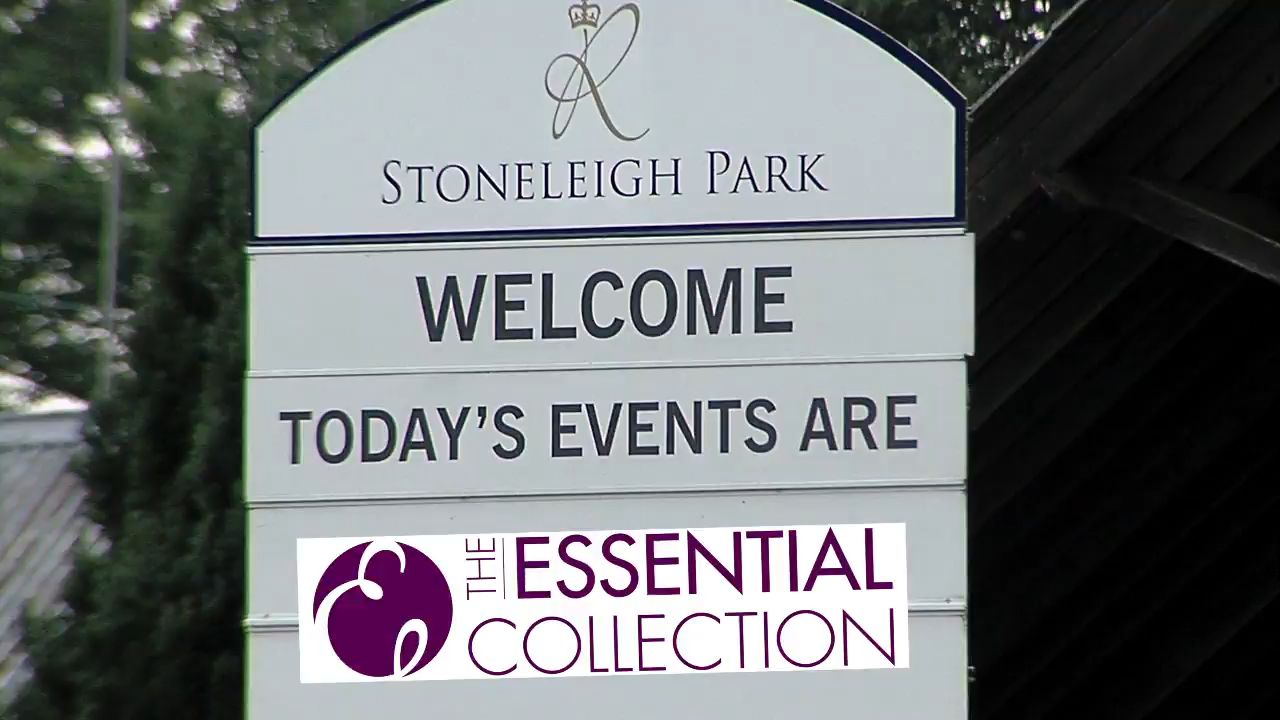 R
STONELEIGH PARK
WELCOME
TODAY'S EVENTS ARE
THE ESSENTIAL
COLLECTION